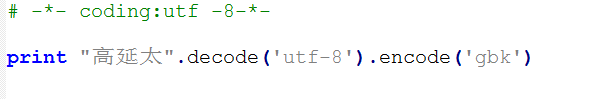 # -*- coding:utf -8-*-
print "高延太".decode('utf-8').encode('gbk')